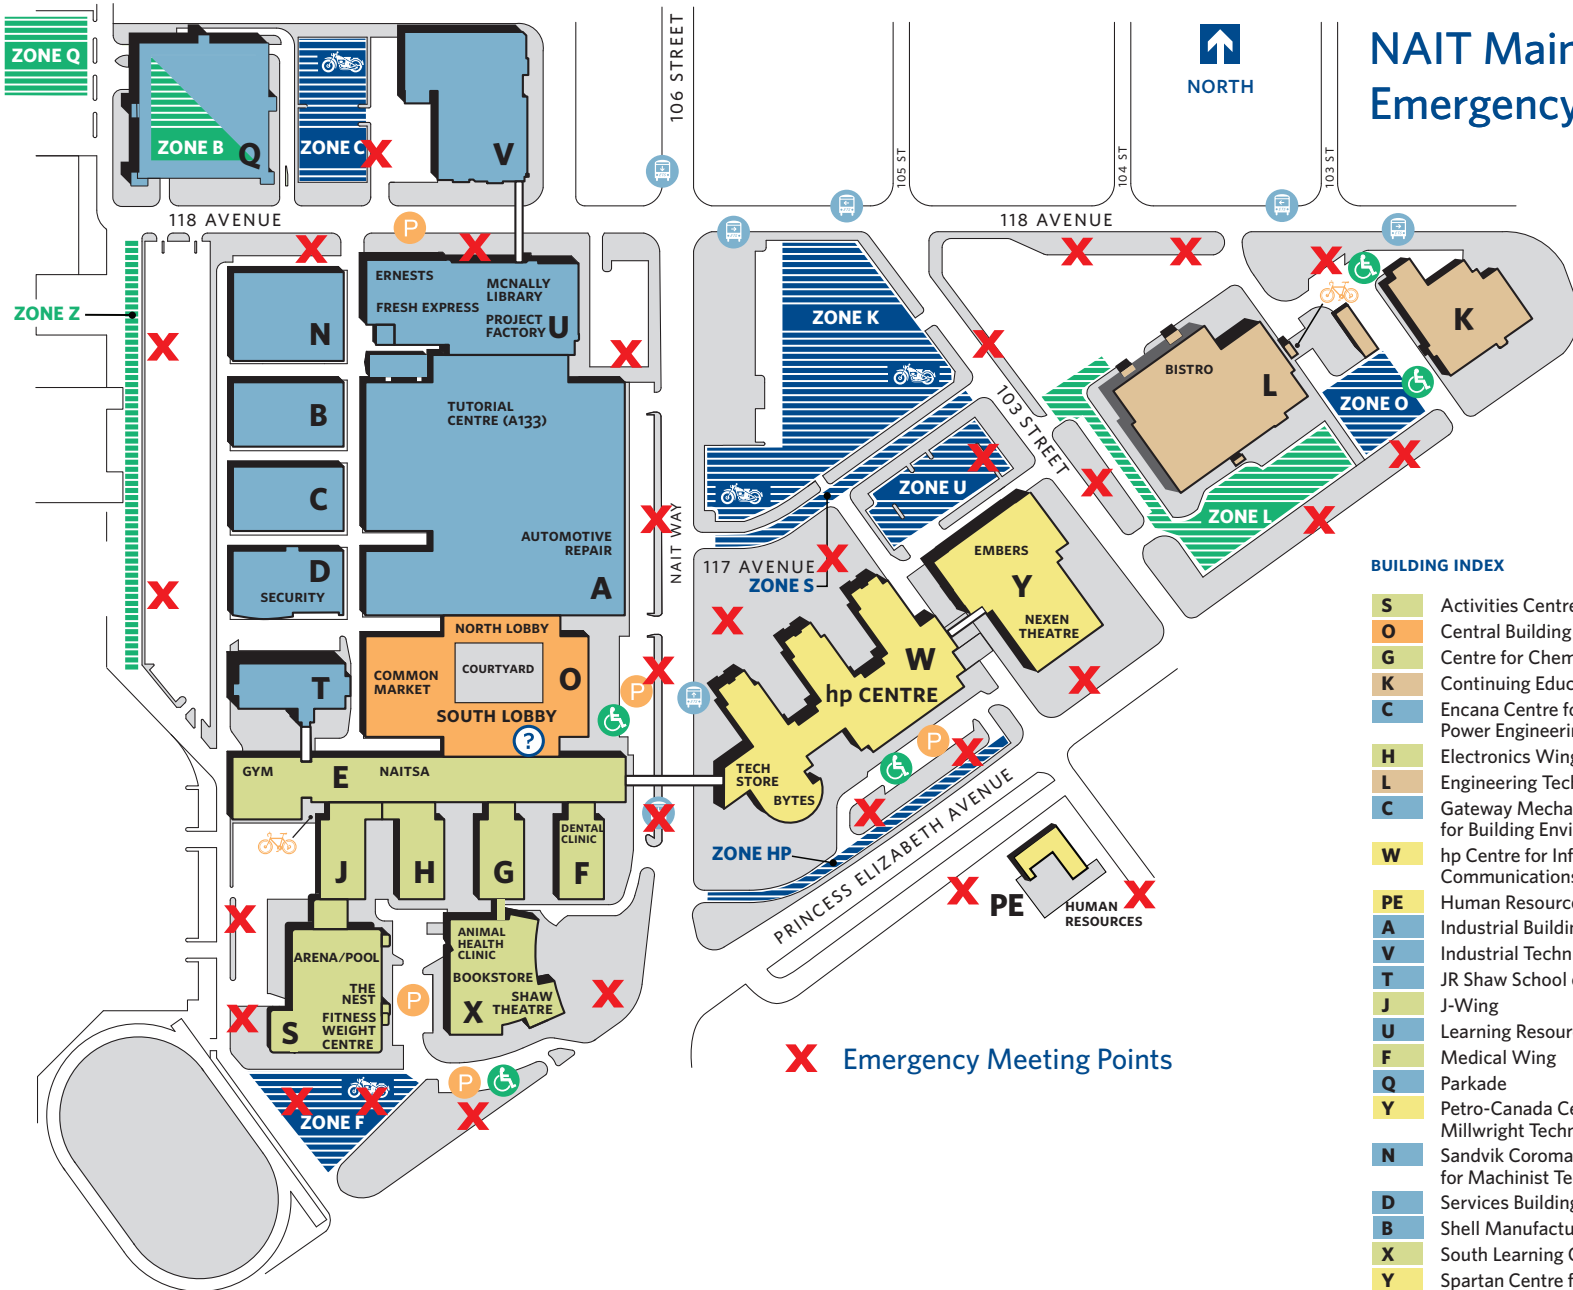 NAIT Main
Emergency
NORTH
ZONE Q
ZONE B
Q
ZONE C
V
106 STREET
105 ST
104 ST
103 ST
118 AVENUE
P
118 AVENUE
ERNESTS
FRESH EXPRESS
MCNALLY
LIBRARY
PROJECT
FACTORY
U
N
ZONE Z
ZONE K
BISTRO
L
K
ZONE O
B
TUTORIAL
CENTRE (A133)
103 STREET
C
ZONE U
ZONE L
AUTOMOTIVE
REPAIR
A
NAIT WAY
117 AVENUE
ZONE S
D
SECURITY
EMBERS
Y
NEXEN
THEATRE
NORTH LOBBY
COURTYARD
COMMON
MARKET
O
SOUTH LOBBY
?
P
T
W
hp CENTRE
TECH
STORE
BYTES
P
GYM
E
NAITSA
J
H
G
DENTAL
CLINIC
F
ZONE HP
PRINCESS ELIZABETH AVENUE
PE
HUMAN
RESOURCES
ARENA/POOL
THE
NEST
FITNESS
WEIGHT
CENTRE
S
P
ANIMAL
HEALTH
CLINIC
BOOKSTORE
SHAW
THEATRE
X
P
ZONE F
X Emergency Meeting Points
BUILDING INDEX
S Activities Centre
O Central Building
G Centre for Chem
K Continuing Educ
C Encana Centre fo
Power Engineerin
H Electronics Wing
L Engineering Tech
C Gateway Mecha
for Building Envi
W hp Centre for Inf
Communications
PE Human Resource
A Industrial Buildin
V Industrial Techn
T JR Shaw School
J J-Wing
U Learning Resour
F Medical Wing
Q Parkade
Y Petro-Canada Ce
Millwright Techn
N Sandvik Coroma
for Machinist Te
D Services Building
B Shell Manufactu
X South Learning
Y Spartan Centre f